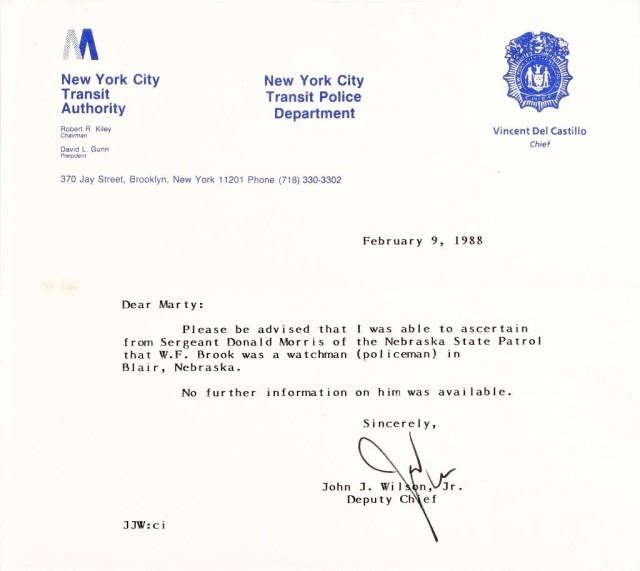 New York City
Transit
Authority
Robert R. Kiley
Chairman
David L. Gunn
President
New York City
Transit Police
Department
Vincent Del Castillo
Chief
370 Jay Street, Brooklyn, New York 11201 Phone (718) 330-3302
February 9, 1988
Dear Marty:
Please be advised that I was able to ascertain
from Sergeant Donald Morris of the Nebraska State Patrol
that W.F. Brook was a watchman (policeman) in
Blair, Nebraska.
No further information on him was available.
Sincerely,
John J. Wilson, Jr.
Deputy Chief
JJW:ci